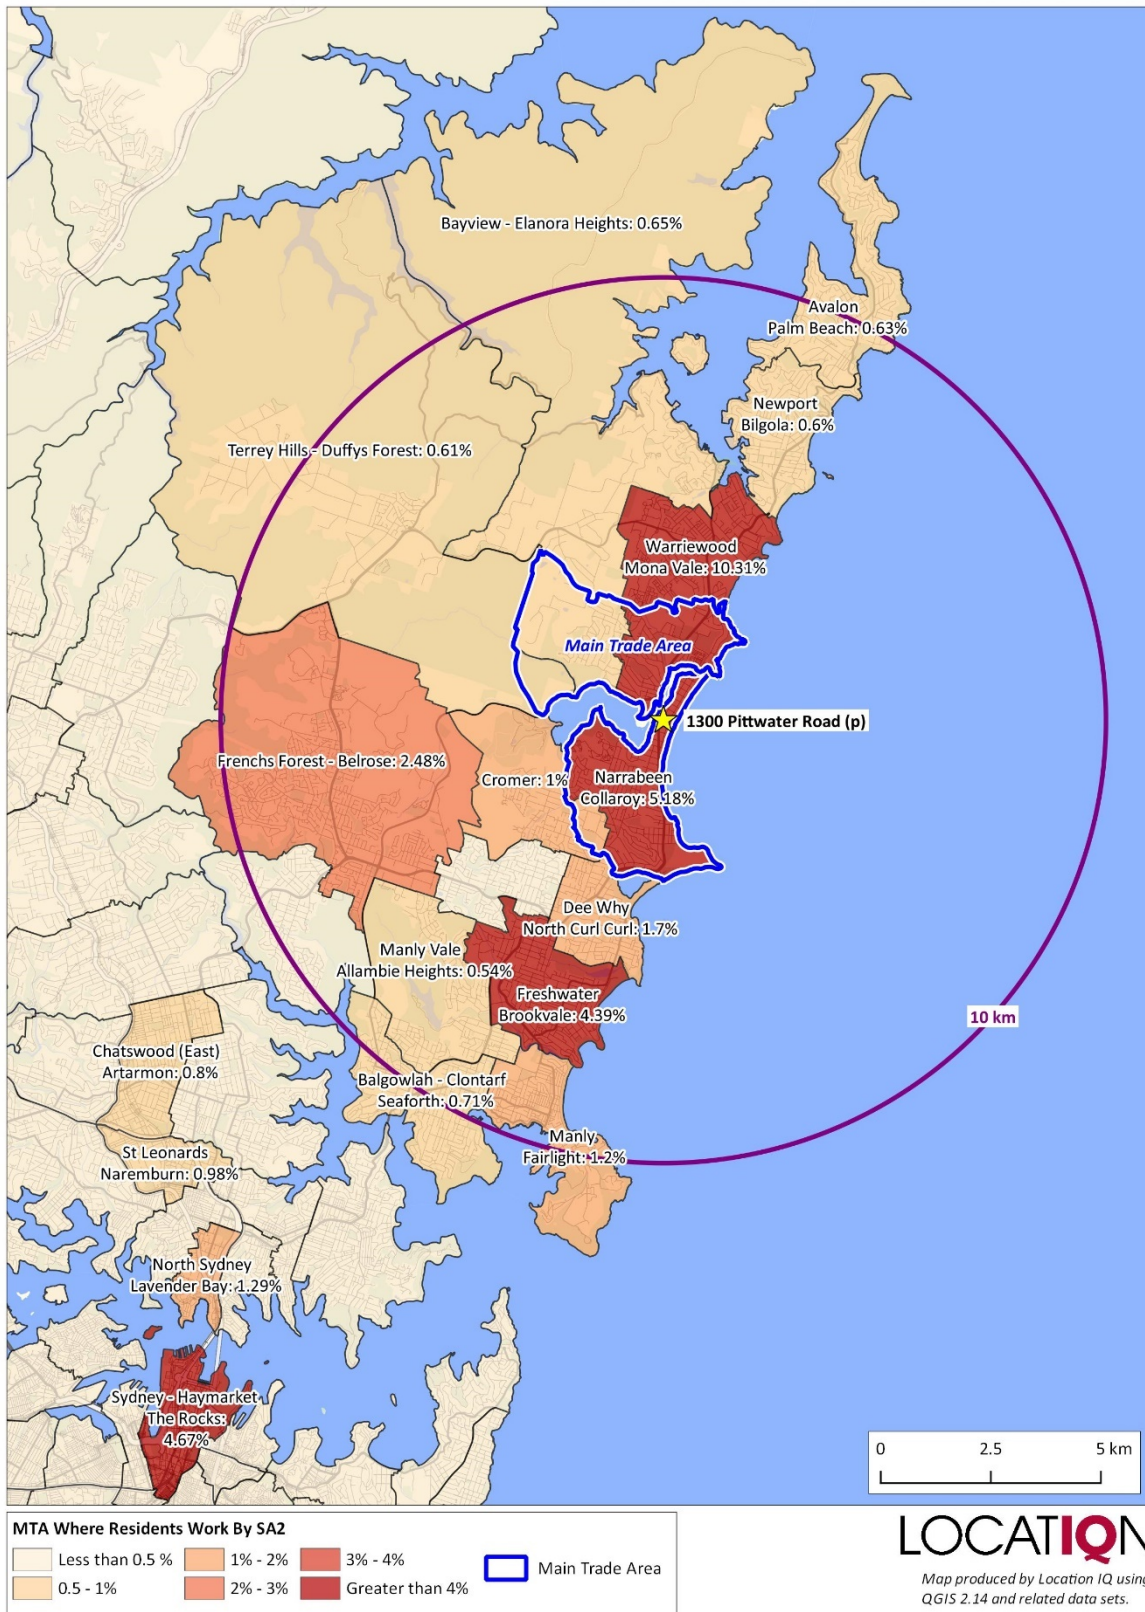 Bayview - Elanora Heights: 0.65%
Avalon
Palm Beach: 0.63%
Newport
Bilgola: 0.6%
Terrey Hills - Duffys Forest: 0.61%
Warriewood
Mona Vale: 10.31%
Main Trade Area
1300 Pittwater Road (p)
Frenchs Forest - Belrose: 2.48%
Cromer: 1%
Narrabeen
Collaroy: 5.18%
Dee Why
North Curl Curl: 1.7%
Manly Vale
Allambie Heights: 0.54%
Freshwater
Brookvale: 4.39%
10 km
Chatswood (East)
Artarmon: 0.8%
Balgowlah - Clontarf
Seaforth: 0.71%
Manly
Fairlight: 1.2%
St Leonards
Naremburn: 0.98%
North Sydney
Lavender Bay: 1.29%
Sydney - Haymarket
The Rocks:
4.67%
0 2.5 5 km
MTA Where Residents Work By SA2
Less than 0.5 % 1% - 2% 3% - 4%
0.5 - 1% 2% - 3% Greater than 4%
Main Trade Area
LOCATIQN
Map produced by Location IQ using
QGIS 2.14 and related data sets.